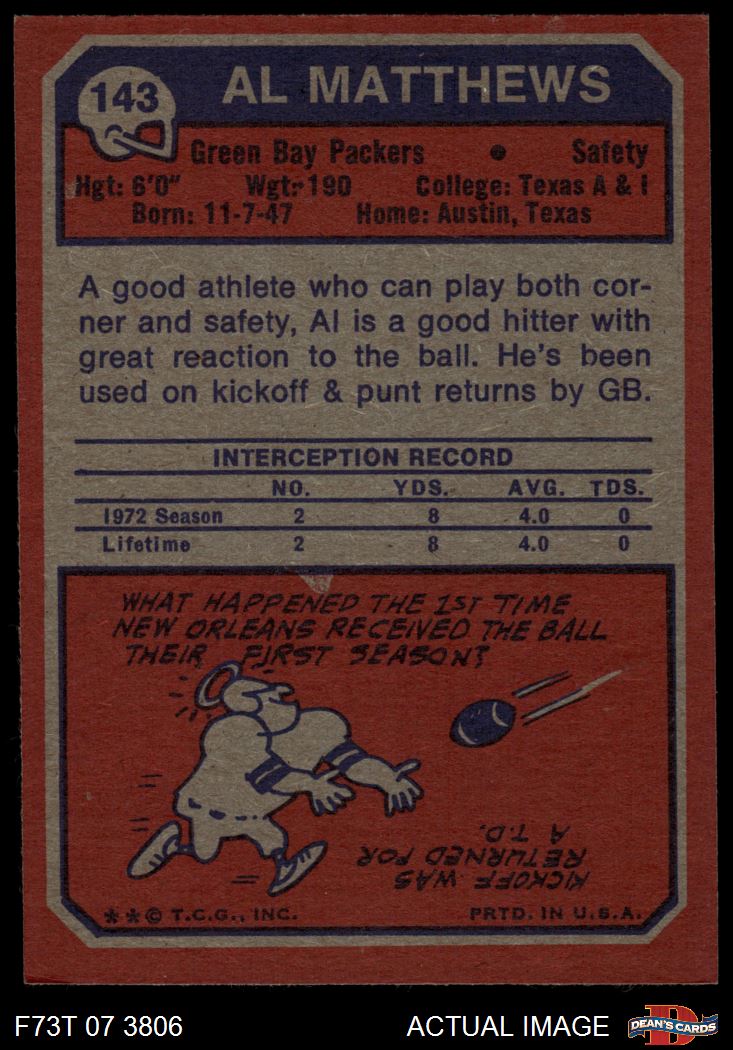 143
AL MATTHEWS
Green Bay Packers • Safety
Hgt: 6'0" Wgt: 190 College: Texas A & I
Born: 11-7-47 Home: Austin, Texas
A good athlete who can play both cor-
ner and safety, Al is a good hitter with
great reaction to the ball. He's been
used on kickoff & punt returns by GB.
INTERCEPTION RECORD
NO. YDS. AVG. TDS.
1972 Season 2 8 4.0 0
Lifetime 2 8 4.0 0
WHAT HAPPENED THE 1ST TIME
NEW ORLEANS RECEIVED THE BALL
THEIR FIRST SEASON?
KICKOFF WAS
RETURNED FOR
A T.D.
**© T.C.G., INC. PRTD. IN U.S.A.
F73T 07 3806 ACTUAL IMAGE D DEAN'S CARDS